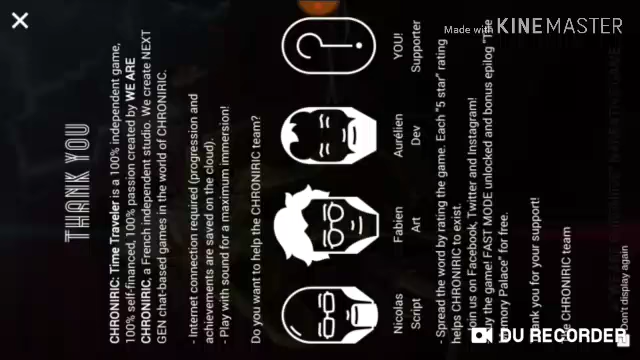 Made with KINEMASTER
THANK YOU
CHRONIRIC: Time Traveler is a 100% independent game,
100% self-financed, 100% passion created by WE ARE
CHRONIRIC, a French independent studio. We create NEXT
GEN chat-based games in the world of CHRONIRIC.
- Internet connection required (progression and
achievements are saved on the cloud).
- Play with sound for a maximum immersion!
Do you want to help the CHRONIRIC team?
Nicolas Fabien Aurélien YOU!
Script Art Dev Supporter
- Spread the word by rating the game. Each "5 star" rating
helps CHRONIRIC to exist.
join us on Facebook, Twitter and Instagram!
the game! FAST MODE unlocked and bonus epilog "The
Memory Palace" for free.
Thank you for your support!
CHRONIRIC team
Don't display again
DU RECORDER